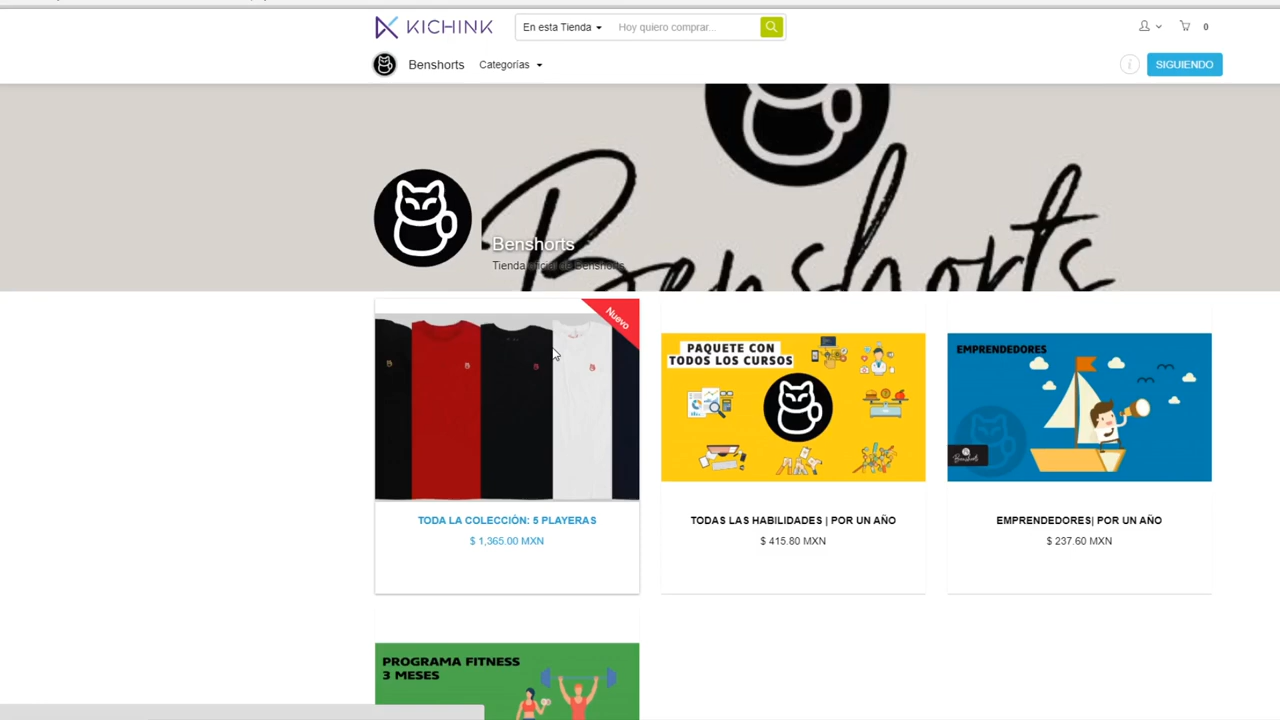 KICHINK
En esta Tienda
Hoy quiero comprar...
0
Benshorts
Categorías
i
SIGUIENDO
Benshorts
Benshorts
Nuevo
PAQUETE CON
TODOS LOS CURSOS
EMPRENDEDORES
Benshorts
TODA LA COLECCIÓN: 5 PLAYERAS
$ 1,365.00 MXN
TODAS LAS HABILIDADES | POR UN AÑO
$ 415.80 MXN
EMPRENDEDORES| POR UN AÑO
$ 237.60 MXN
PROGRAMA FITNESS
3 MESES